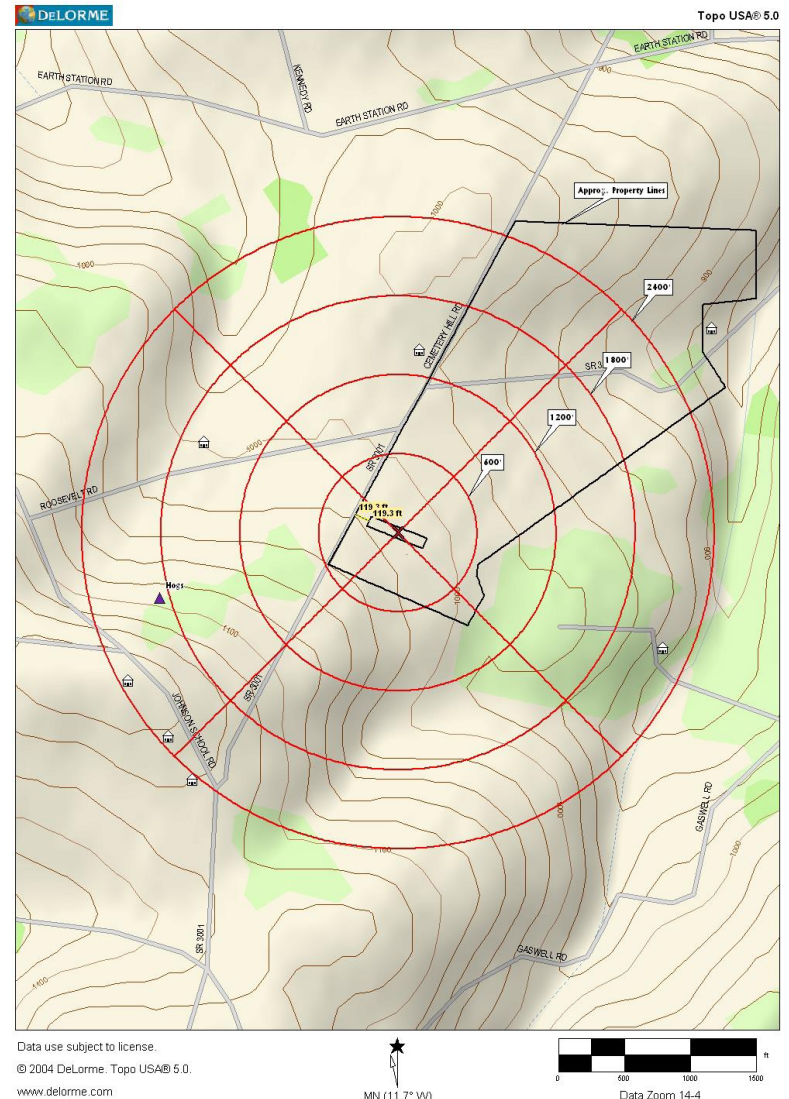 DELORME
Topo USA® 5.0
EARTH STATION RD
800
EARTH STATION RD
KENNEDY RD
EARTH STATION RD
Approx. Property Lines
1000
1000
900
2400'
CEMETERY HILL RD
1800'
SR 3
1200'
1000
SR 3001
600'
ROOSEVELT RD
119.3 ft
119.3 ft
900
Hogs
1000
1100
SR 3001
JOHNSON SCHOOL RD
GASWELL RD
1000
1000
1100
SR 3001
GASWELL RD
1100
Data use subject to license.
© 2004 DeLorme. Topo USA® 5.0.
www.delorme.com
MN (11.7° W)
ft
0 500 1000 1500
Data Zoom 14-4